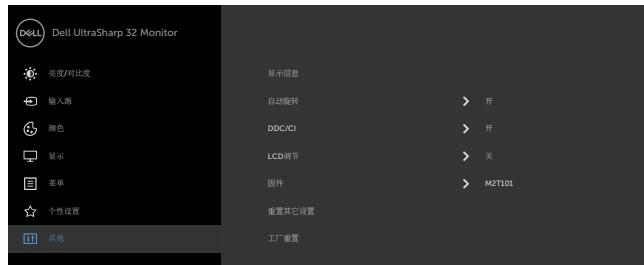 DELL Dell UltraSharp 32 Monitor
亮度/对比度 显示信息
输入源 自动旋转 开
颜色 DDC/CI 开
显示 LCD调节 关
菜单 固件 M2T101
个性设置 重置其它设置
其他 工厂重置